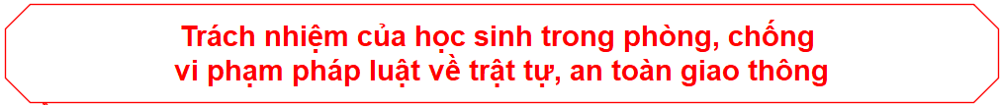 Trách nhiệm của học sinh trong phòng, chống
vi phạm pháp luật về trật tự, an toàn giao thông